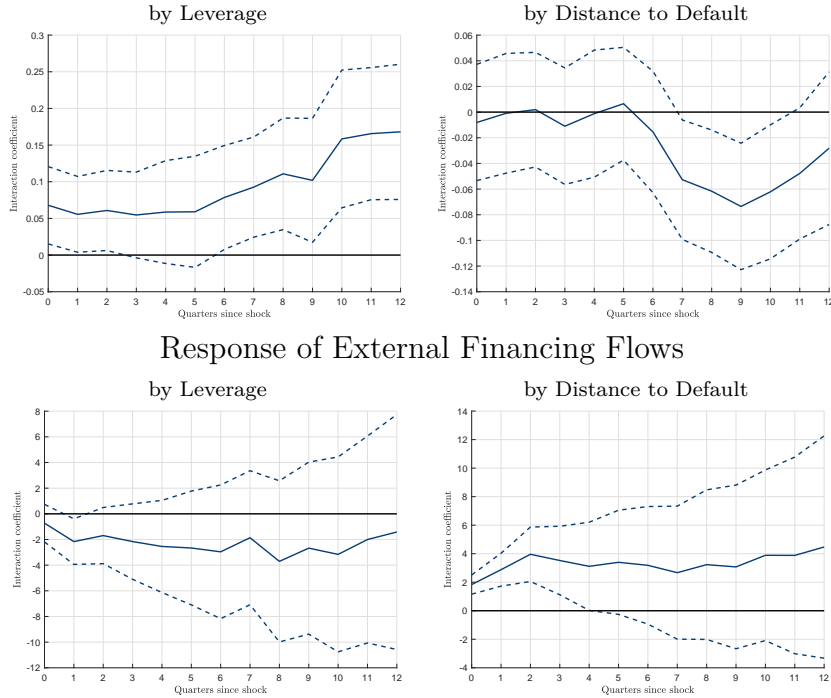 by Leverage
by Distance to Default
0.3
0.25
0.2
0.15
0.1
0.05
0
-0.05
Interaction coefficient
0 1 2 3 4 5 6 7 8 9 10 11 12
Quarters since shock
0.06
0.04
0.02
0
-0.02
-0.04
-0.06
-0.08
-0.1
-0.12
-0.14
Interaction coefficient
0 1 2 3 4 5 6 7 8 9 10 11 12
Quarters since shock
Response of External Financing Flows
by Leverage
by Distance to Default
8
6
4
2
0
-2
-4
-6
-8
-10
-12
Interaction coefficient
0 1 2 3 4 5 6 7 8 9 10 11 12
Quarters since shock
14
12
10
8
6
4
2
0
-2
-4
Interaction coefficient
0 1 2 3 4 5 6 7 8 9 10 11 12
Quarters since shock